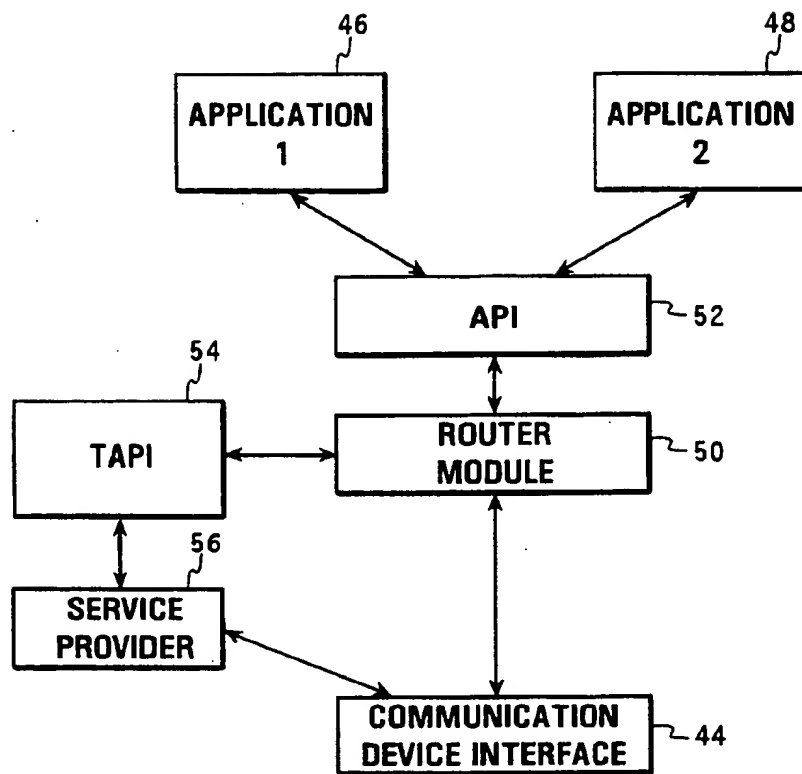 46
48
APPLICATION
1
APPLICATION
2
API
52
54
TAPI
ROUTER
MODULE
50
56
SERVICE
PROVIDER
COMMUNICATION
DEVICE INTERFACE
44